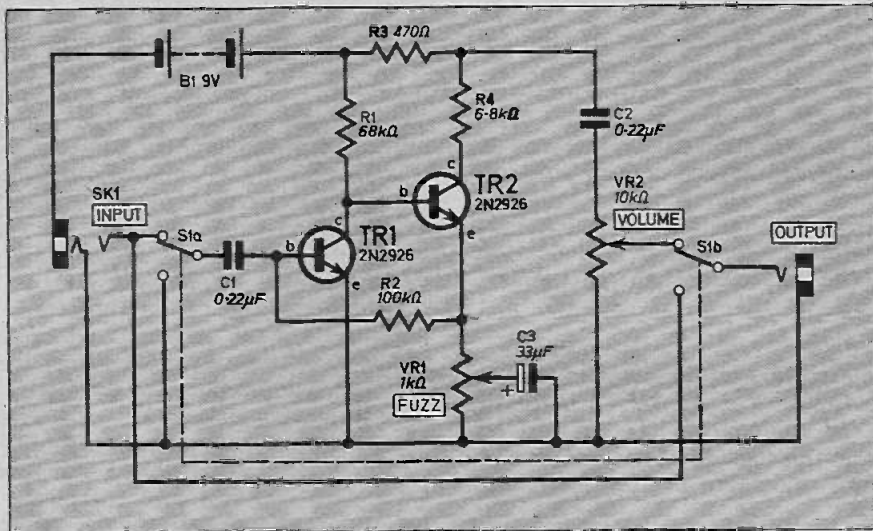 R3 470Ω
B1 9V
R1
68kΩ
R4
6·8kΩ
C2
0·22µF
c
b
TR2
2N2926
e
VR2
10kΩ
VOLUME
SK1
INPUT
S1a
C1
0·22µF
c
b
TR1
2N2926
e
S1b
OUTPUT
R2
100kΩ
C3
33µF
VR1
1kΩ
FUZZ
+